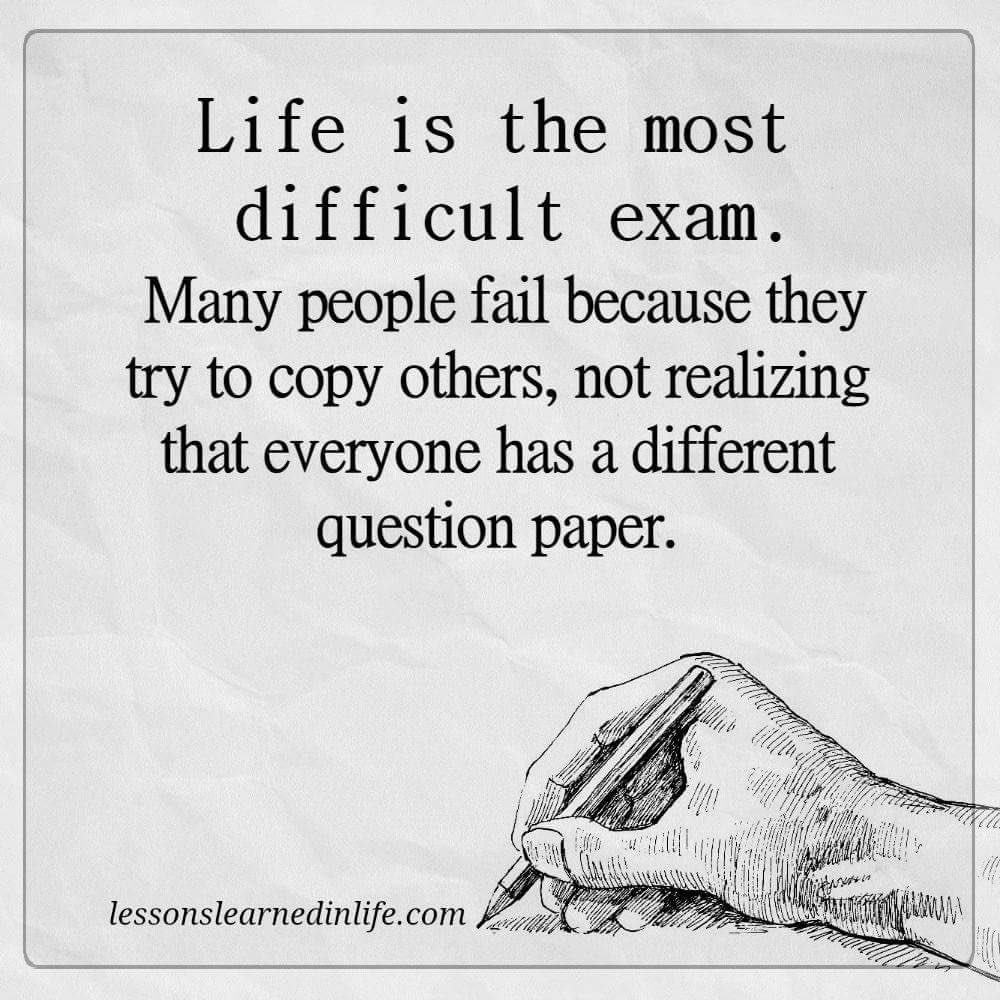 Life is the most
difficult exam.
Many people fail because they
try to copy others, not realizing
that everyone has a different
question paper.
lessonslearnedinlife.com